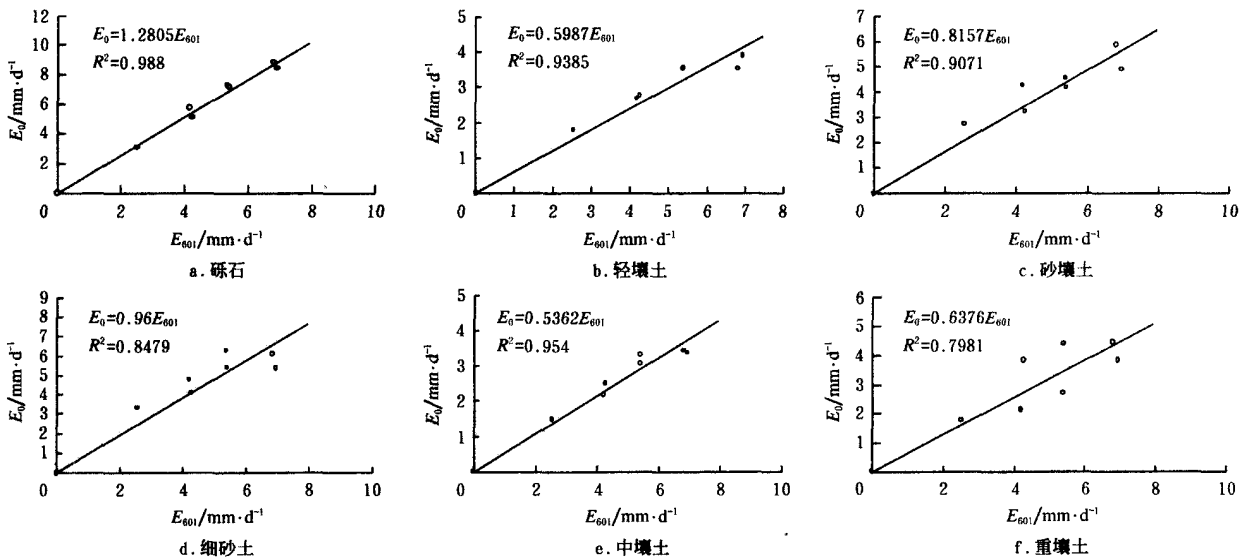 E₀=1.2805E₆₀₁
R²=0.988
12
10
8
6
4
2
0
0 2 4 6 8 10
E₀/mm·d⁻¹
E₆₀₁/mm·d⁻¹
a.砾石
E₀=0.5987E₆₀₁
R²=0.9385
5
4
3
2
1
0 1 2 3 4 5 6 7 8
E₀/mm·d⁻¹
E₆₀₁/mm·d⁻¹
b.轻壤土
E₀=0.8157E₆₀₁
R²=0.9071
7
6
5
4
3
2
1
0 2 4 6 8 10
E₀/mm·d⁻¹
E₆₀₁/mm·d⁻¹
c.砂壤土
E₀=0.96E₆₀₁
R²=0.8479
9
8
7
6
5
4
3
2
1
0 2 4 6 8 10
E₀/mm·d⁻¹
E₆₀₁/mm·d⁻¹
d.细砂土
E₀=0.5362E₆₀₁
R²=0.954
5
4
3
2
1
0 2 4 6 8 10
E₀/mm·d⁻¹
E₆₀₁/mm·d⁻¹
e.中壤土
E₀=0.6376E₆₀₁
R²=0.7981
6
5
4
3
2
1
0 2 4 6 8 10
E₀/mm·d⁻¹
E₆₀₁/mm·d⁻¹
f.重壤土